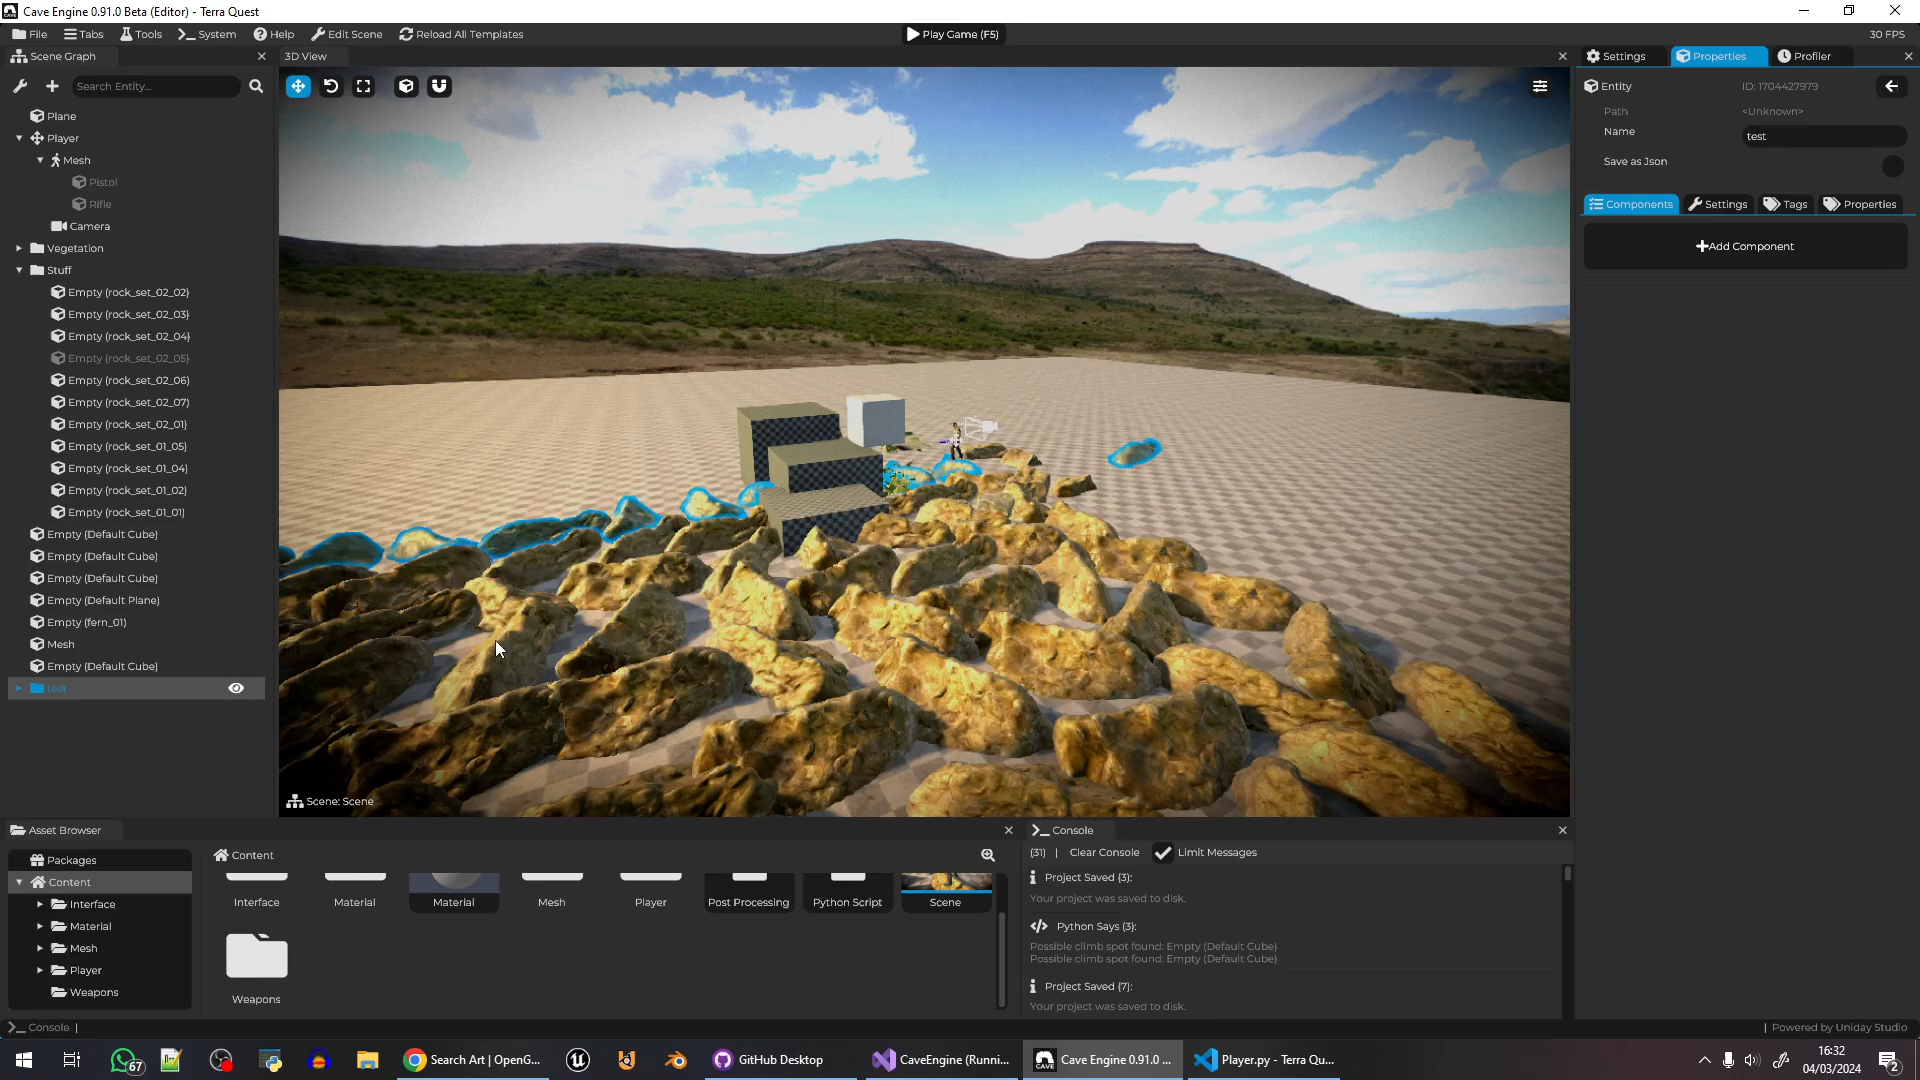 Cave Engine 0.91.0 Beta (Editor) - Terra Quest
File Tabs Tools System Help Edit Scene Reload All Templates
Play Game (F5)
30 FPS
Scene Graph
Search Entity...
Plane
Player
Mesh
Pistol
Rifle
Camera
Vegetation
Stuff
Empty (rock_set_02_02)
Empty (rock_set_02_03)
Empty (rock_set_02_04)
Empty (rock_set_02_05)
Empty (rock_set_02_06)
Empty (rock_set_02_07)
Empty (rock_set_02_01)
Empty (rock_set_01_05)
Empty (rock_set_01_04)
Empty (rock_set_01_02)
Empty (rock_set_01_01)
Empty (Default Cube)
Empty (Default Cube)
Empty (Default Cube)
Empty (Default Plane)
Empty (fern_01)
Mesh
Empty (Default Cube)
test
3D View
Scene: Scene
Settings Properties Profiler
Entity ID: 1704427979
Path <Unknown>
Name test
Save as Json
Components Settings Tags Properties
Add Component
Asset Browser
Packages
Content
Interface
Material
Mesh
Player
Weapons
Content
Interface Material Material Mesh Player Post Processing Python Script Scene
Weapons
Console
(31) | Clear Console Limit Messages
Project Saved (3):
Your project was saved to disk.
Python Says (3):
Possible climb spot found: Empty (Default Cube)
Possible climb spot found: Empty (Default Cube)
Project Saved (7):
Your project was saved to disk.
Console |
| Powered by Uniday Studio
67
Search Art | OpenG...
GitHub Desktop
CaveEngine (Runni...
CAVE
Cave Engine 0.91.0 ...
Player.py - Terra Qu...
16:32
04/03/2024
2